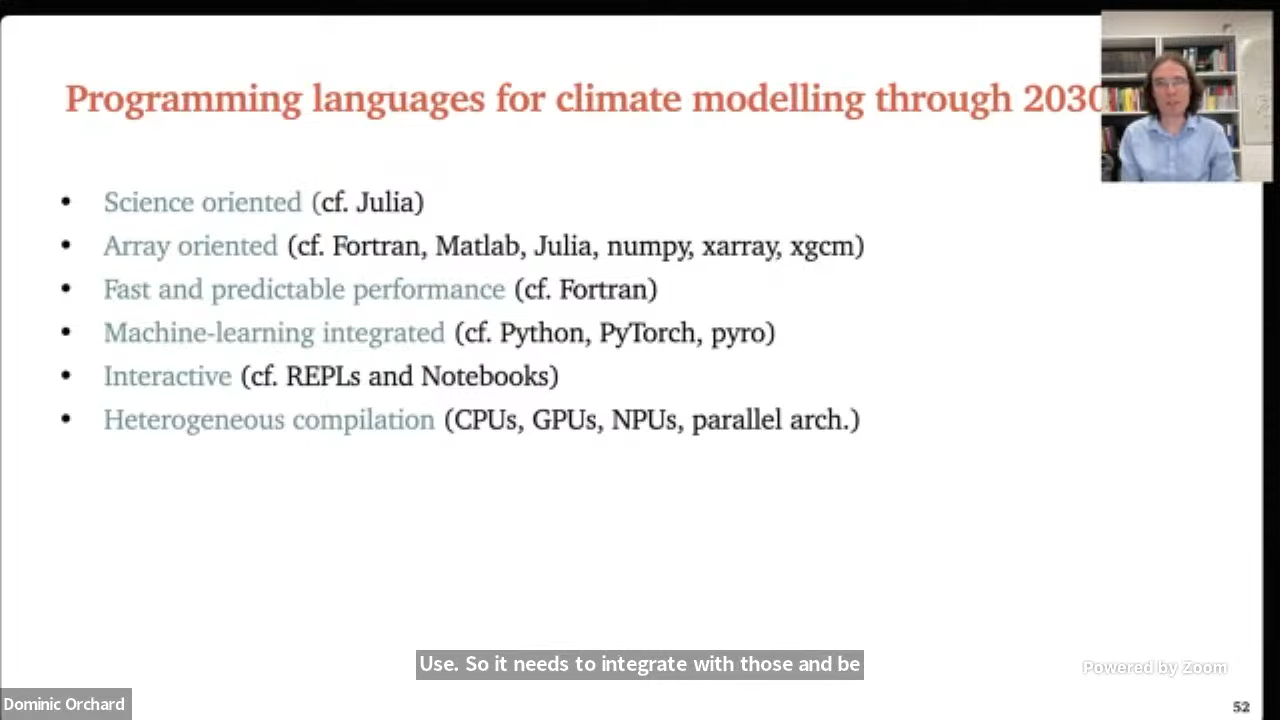 Programming languages for climate modelling through 2030
• Science oriented (cf. Julia)
• Array oriented (cf. Fortran, Matlab, Julia, numpy, xarray, xgcm)
• Fast and predictable performance (cf. Fortran)
• Machine-learning integrated (cf. Python, PyTorch, pyro)
• Interactive (cf. REPLs and Notebooks)
• Heterogeneous compilation (CPUs, GPUs, NPUs, parallel arch.)
Use. So it needs to integrate with those and be
Powered by Zoom
Dominic Orchard
52